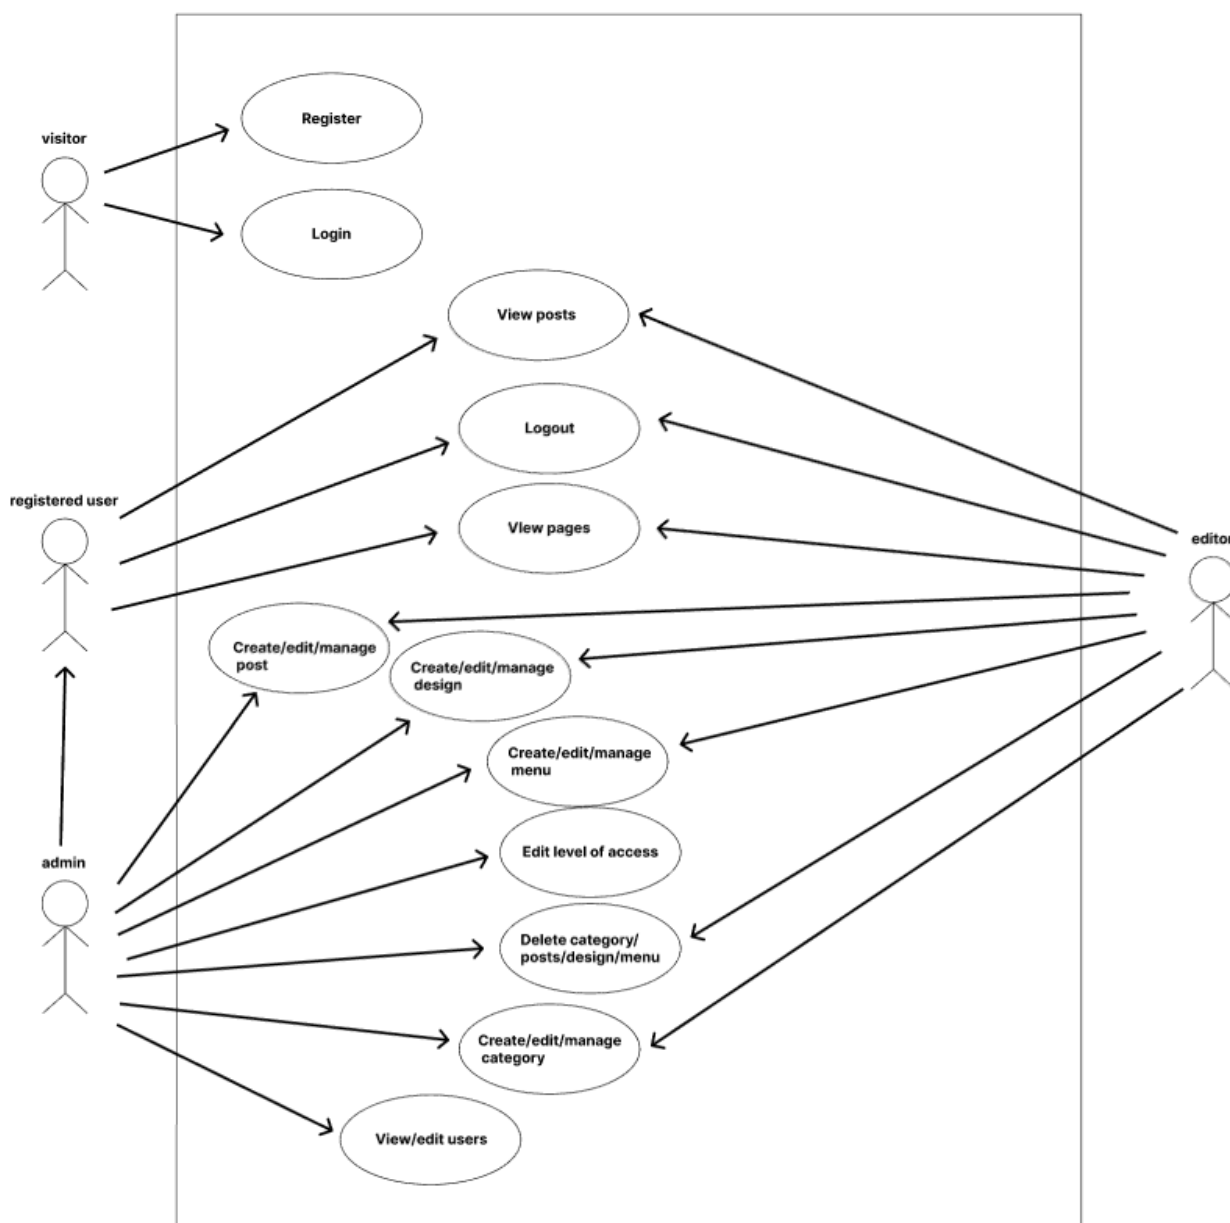 Register
visitor
Login
View posts
Logout
registered user
VIew pages
editor
Create/edit/manage
post
Create/edit/manage
design
Create/edit/manage
menu
Edit level of access
admin
Delete category/
posts/design/menu
Create/edit/manage
category
View/edit users